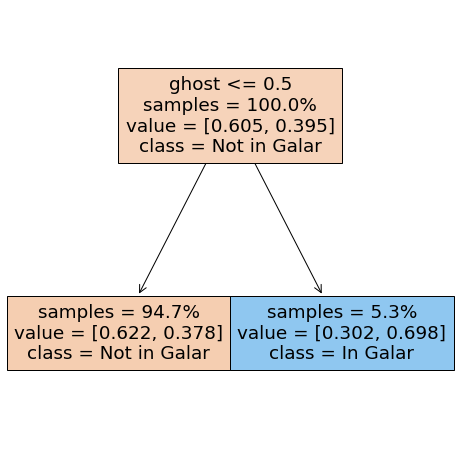 ghost <= 0.5
samples = 100.0%
value = [0.605, 0.395]
class = Not in Galar
samples = 94.7%
value = [0.622, 0.378]
class = Not in Galar
samples = 5.3%
value = [0.302, 0.698]
class = In Galar